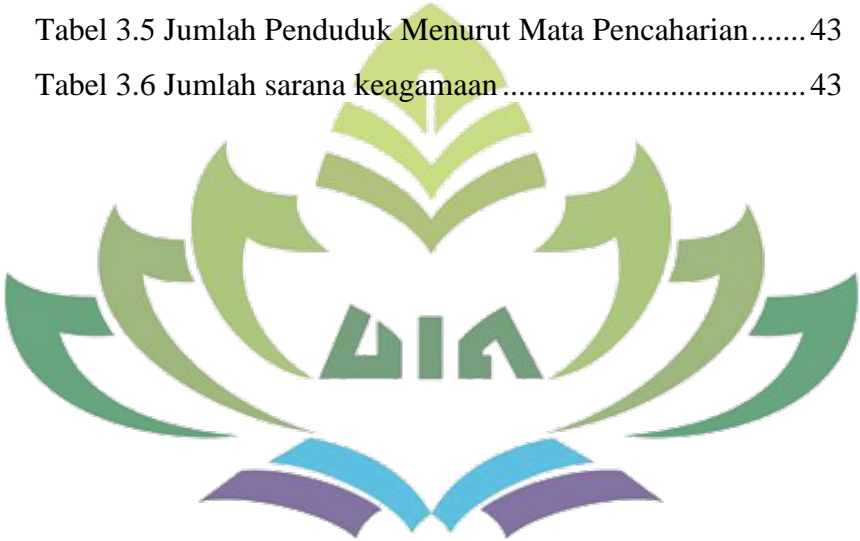 Tabel 3.5 Jumlah Penduduk Menurut Mata Pencaharian....... 43
Tabel 3.6 Jumlah sarana keagamaan.................................. 43
UIN